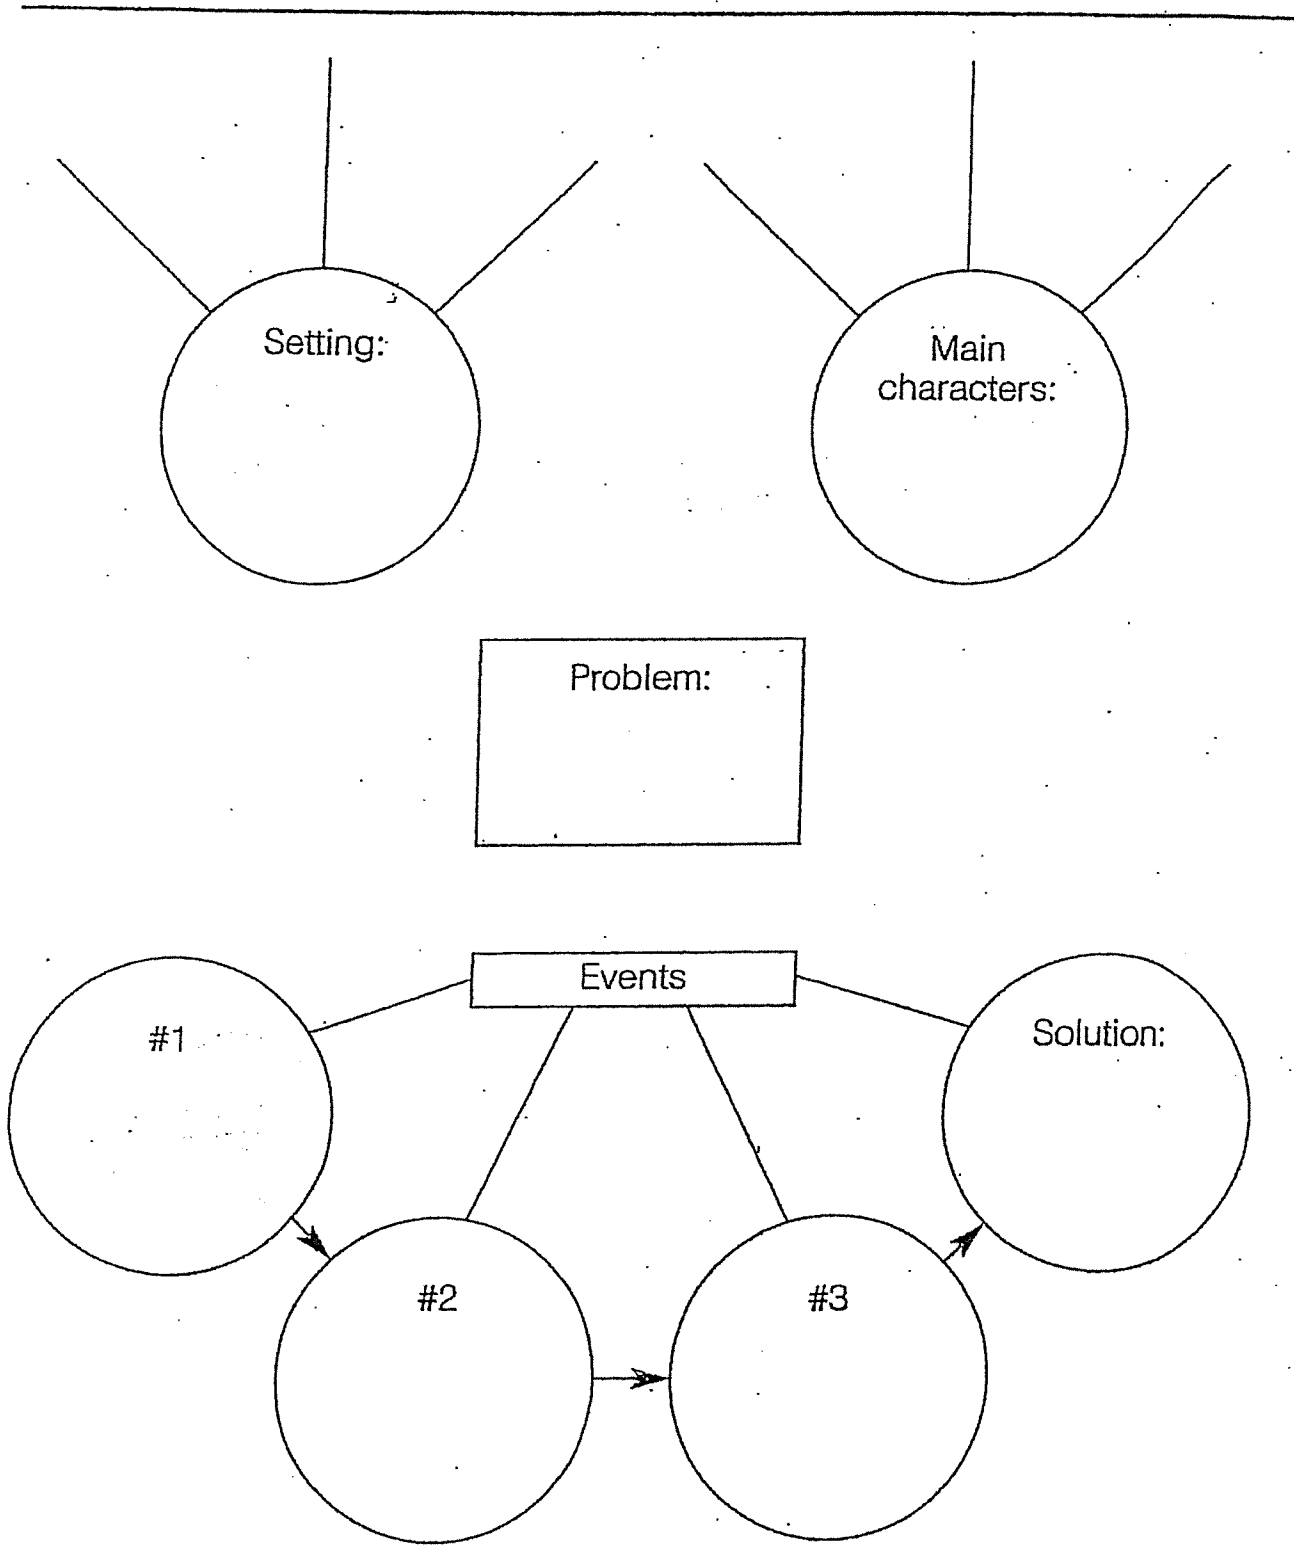 Setting:
Main
characters:
Problem:
Events
#1
Solution:
#2
#3